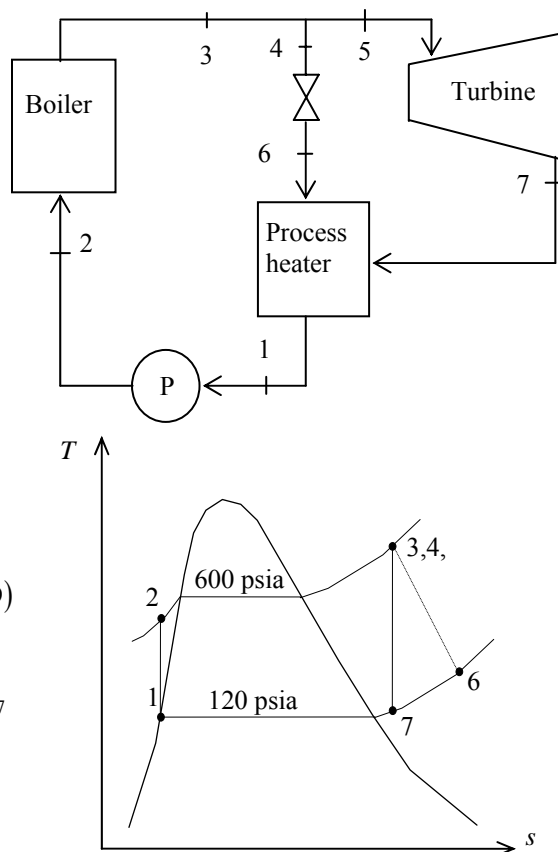 3
4
5
Boiler
Turbine
6
7
Process
heater
2
1
P
T
600 psia
3,4,
2
)
120 psia
6
1
7
7
s